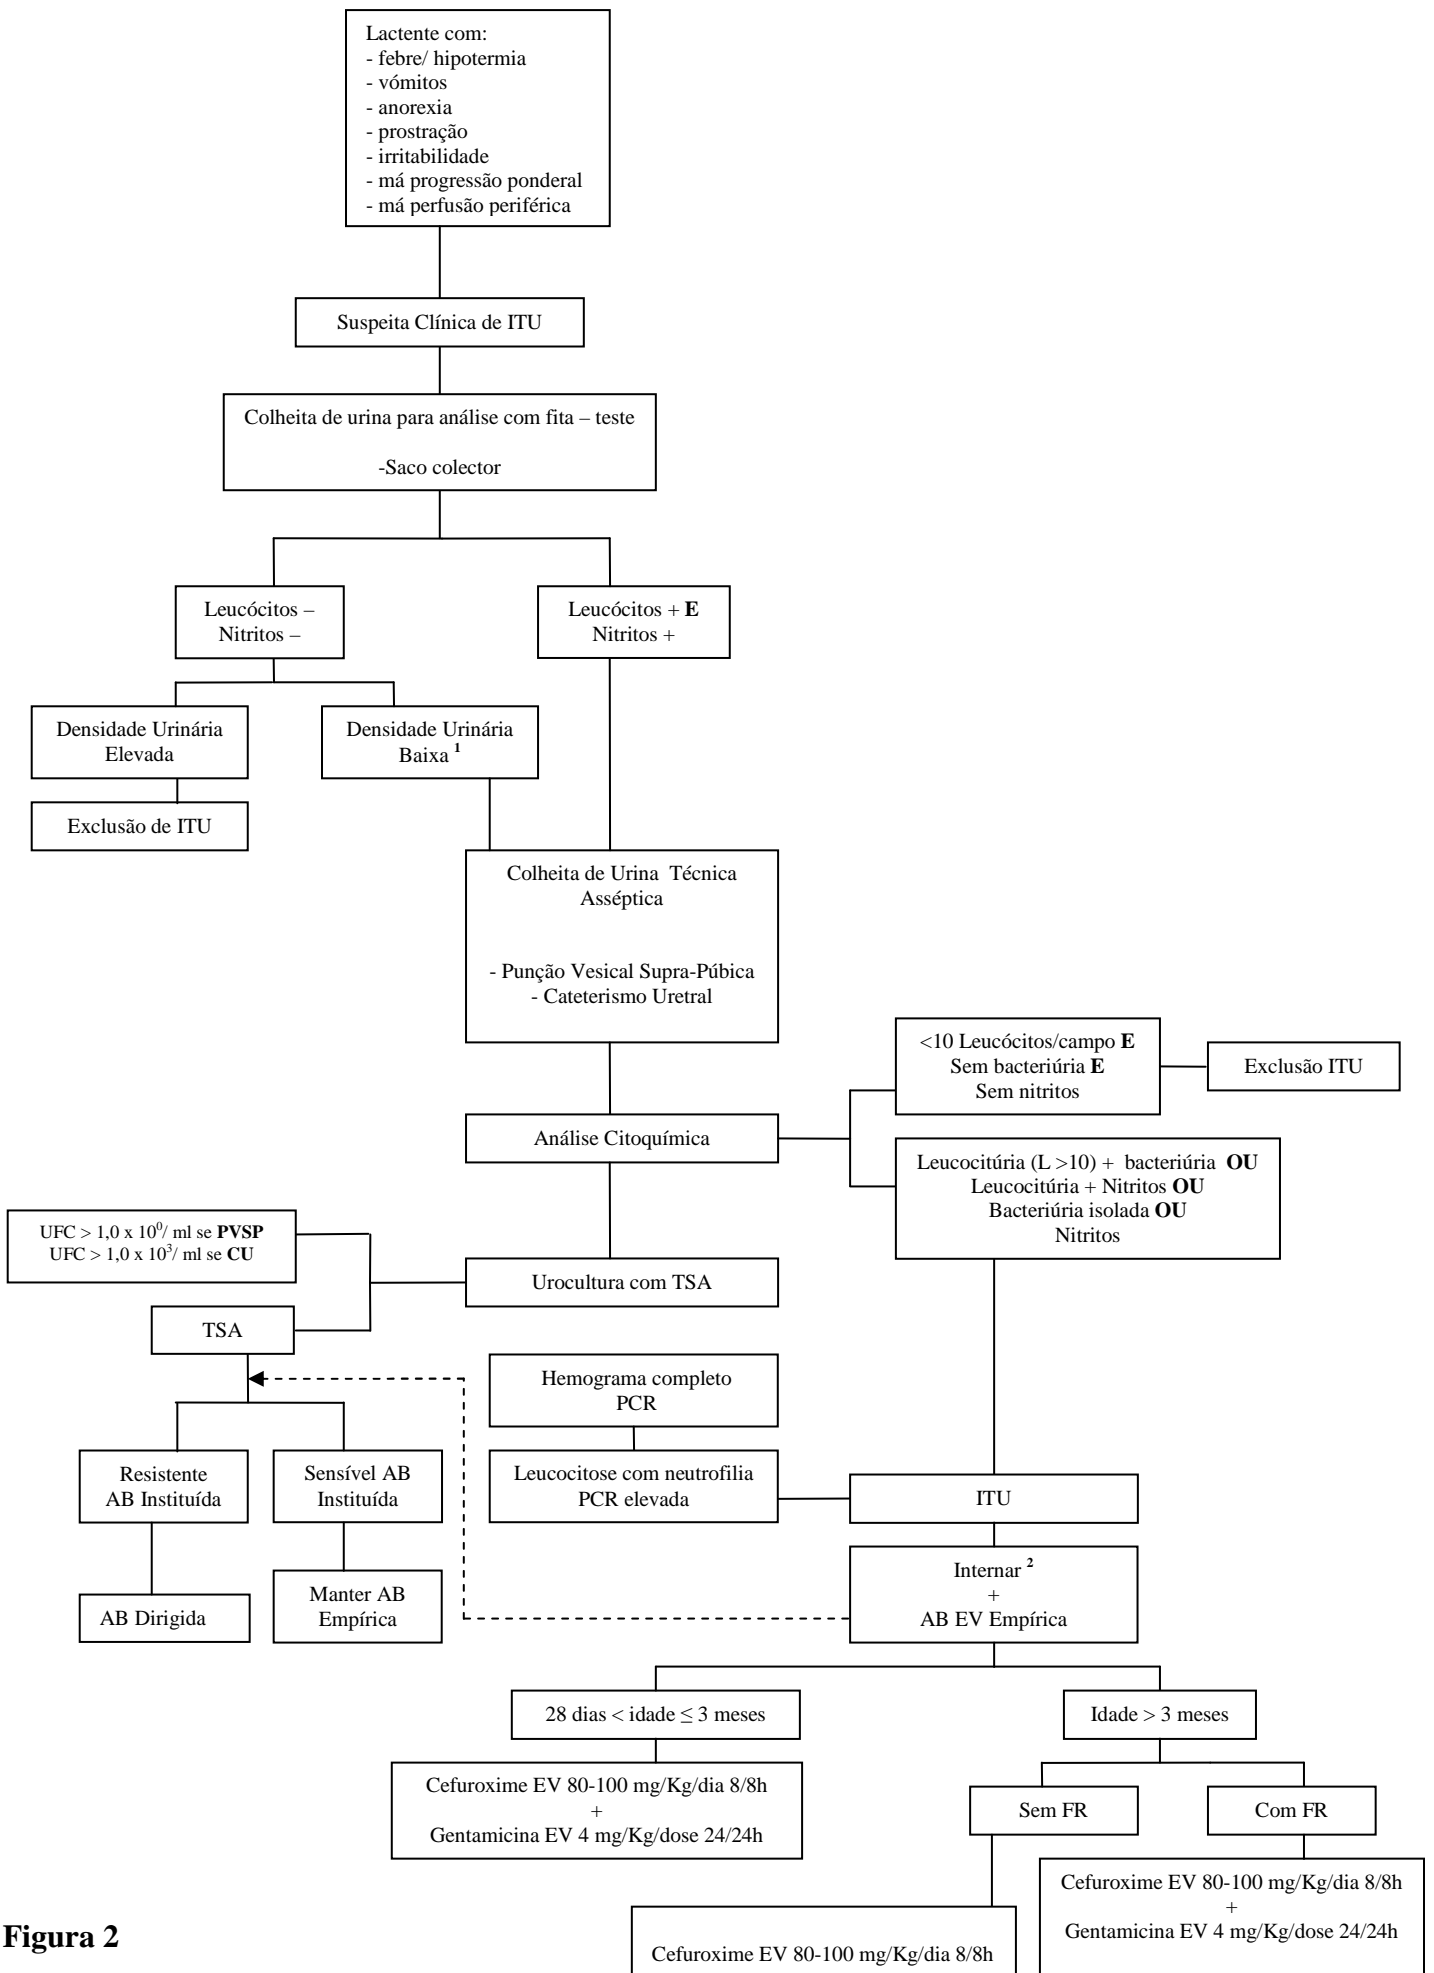 Lactente com:
- febre/ hipotermia
- vómitos
- anorexia
- prostração
- irritabilidade
- má progressão ponderal
- má perfusão periférica
Suspeita Clínica de ITU
Colheita de urina para análise com fita – teste
-Saco colector
Leucócitos –
Nitritos –
Leucócitos + E
Nitritos +
Densidade Urinária
Elevada
Densidade Urinária
Baixa ¹
Exclusão de ITU
Colheita de Urina Técnica
Asséptica
- Punção Vesical Supra-Púbica
- Cateterismo Uretral
<10 Leucócitos/campo E
Sem bacteriúria E
Sem nitritos
Exclusão ITU
Análise Citoquímica
Leucocitúria (L >10) + bacteriúria OU
Leucocitúria + Nitritos OU
Bacteriúria isolada OU
Nitritos
UFC > 1,0 x 10⁰/ ml se PVSP
UFC > 1,0 x 10³/ ml se CU
Urocultura com TSA
TSA
Hemograma completo
PCR
Resistente
AB Instituída
Sensível AB
Instituída
Leucocitose com neutrofilia
PCR elevada
ITU
Internar ²
+
AB EV Empírica
AB Dirigida
Manter AB
Empírica
28 dias < idade ≤ 3 meses
Idade > 3 meses
Cefuroxime EV 80-100 mg/Kg/dia 8/8h
+
Gentamicina EV 4 mg/Kg/dose 24/24h
Sem FR
Com FR
Cefuroxime EV 80-100 mg/Kg/dia 8/8h
+
Gentamicina EV 4 mg/Kg/dose 24/24h
Cefuroxime EV 80-100 mg/Kg/dia 8/8h
Figura 2